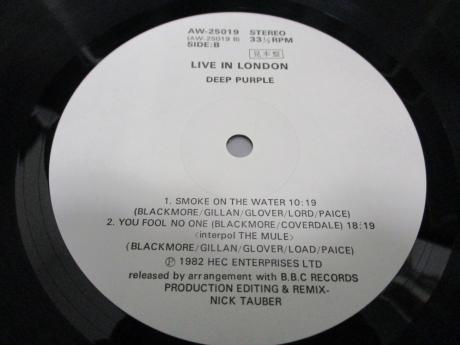 AW-25019 STEREO
(AW-25019 B) 33⅓ RPM
SIDE:B
見本盤
LIVE IN LONDON
DEEP PURPLE
1. SMOKE ON THE WATER 10:19
(BLACKMORE/GILLAN/GLOVER/LORD/PAICE)
2. YOU FOOL NO ONE (BLACKMORE/COVERDALE) 18:19
<interpol THE MULE>
(BLACKMORE/GILLAN/GLOVER/LOAD/PAICE)
Ⓟ 1982 HEC ENTERPRISES LTD
released by arrangement with B.B.C RECORDS
PRODUCTION EDITING & REMIX-
NICK TAUBER